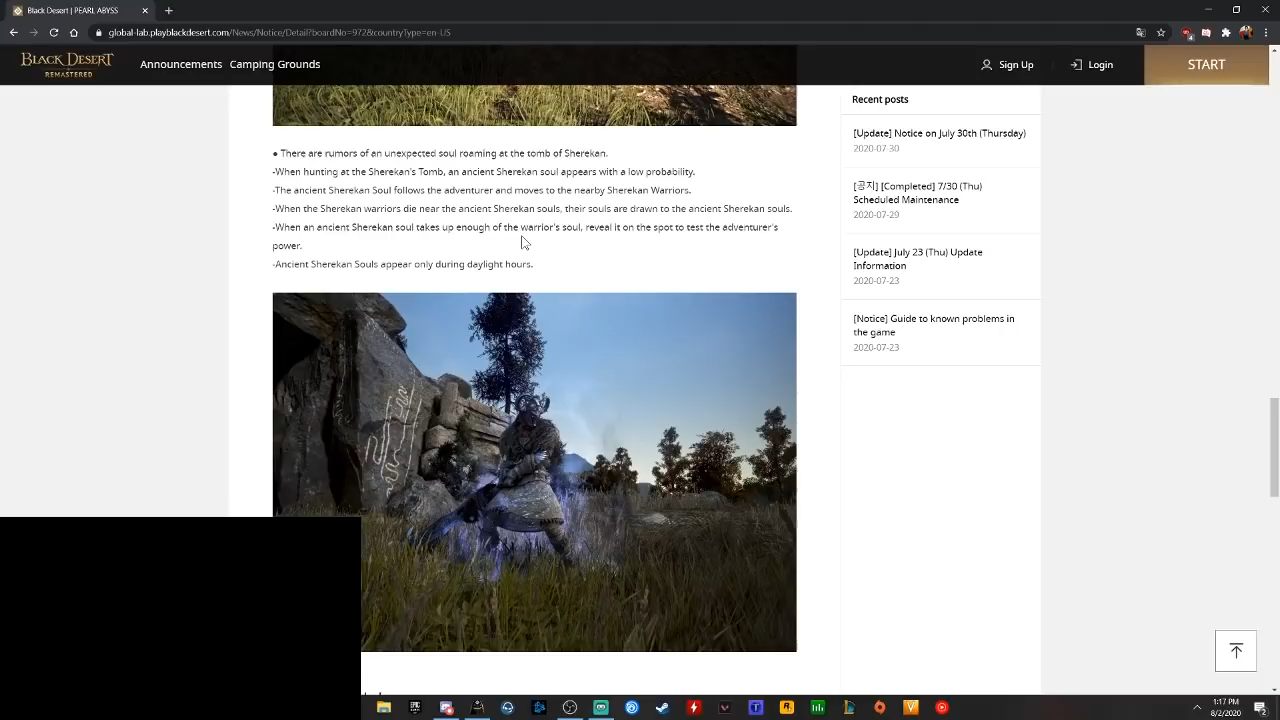 Black Desert | PEARL ABYSS
global-lab.playblackdesert.com/News/Notice/Detail?boardNo=972&countryType=en-US
BLACK DESERT
REMASTERED
Announcements
Camping Grounds
Sign Up
Login
START
● There are rumors of an unexpected soul roaming at the tomb of Sherekan.
-When hunting at the Sherekan's Tomb, an ancient Sherekan soul appears with a low probability.
-The ancient Sherekan Soul follows the adventurer and moves to the nearby Sherekan Warriors.
-When the Sherekan warriors die near the ancient Sherekan souls, their souls are drawn to the ancient Sherekan souls.
-When an ancient Sherekan soul takes up enough of the warrior's soul, reveal it on the spot to test the adventurer's
power.
-Ancient Sherekan Souls appear only during daylight hours.
Recent posts
[Update] Notice on July 30th (Thursday)
2020-07-30
[공지] [Completed] 7/30 (Thu)
Scheduled Maintenance
2020-07-29
[Update] July 23 (Thu) Update
Information
2020-07-23
[Notice] Guide to known problems in
the game
2020-07-23
1:17 PM
8/2/2020